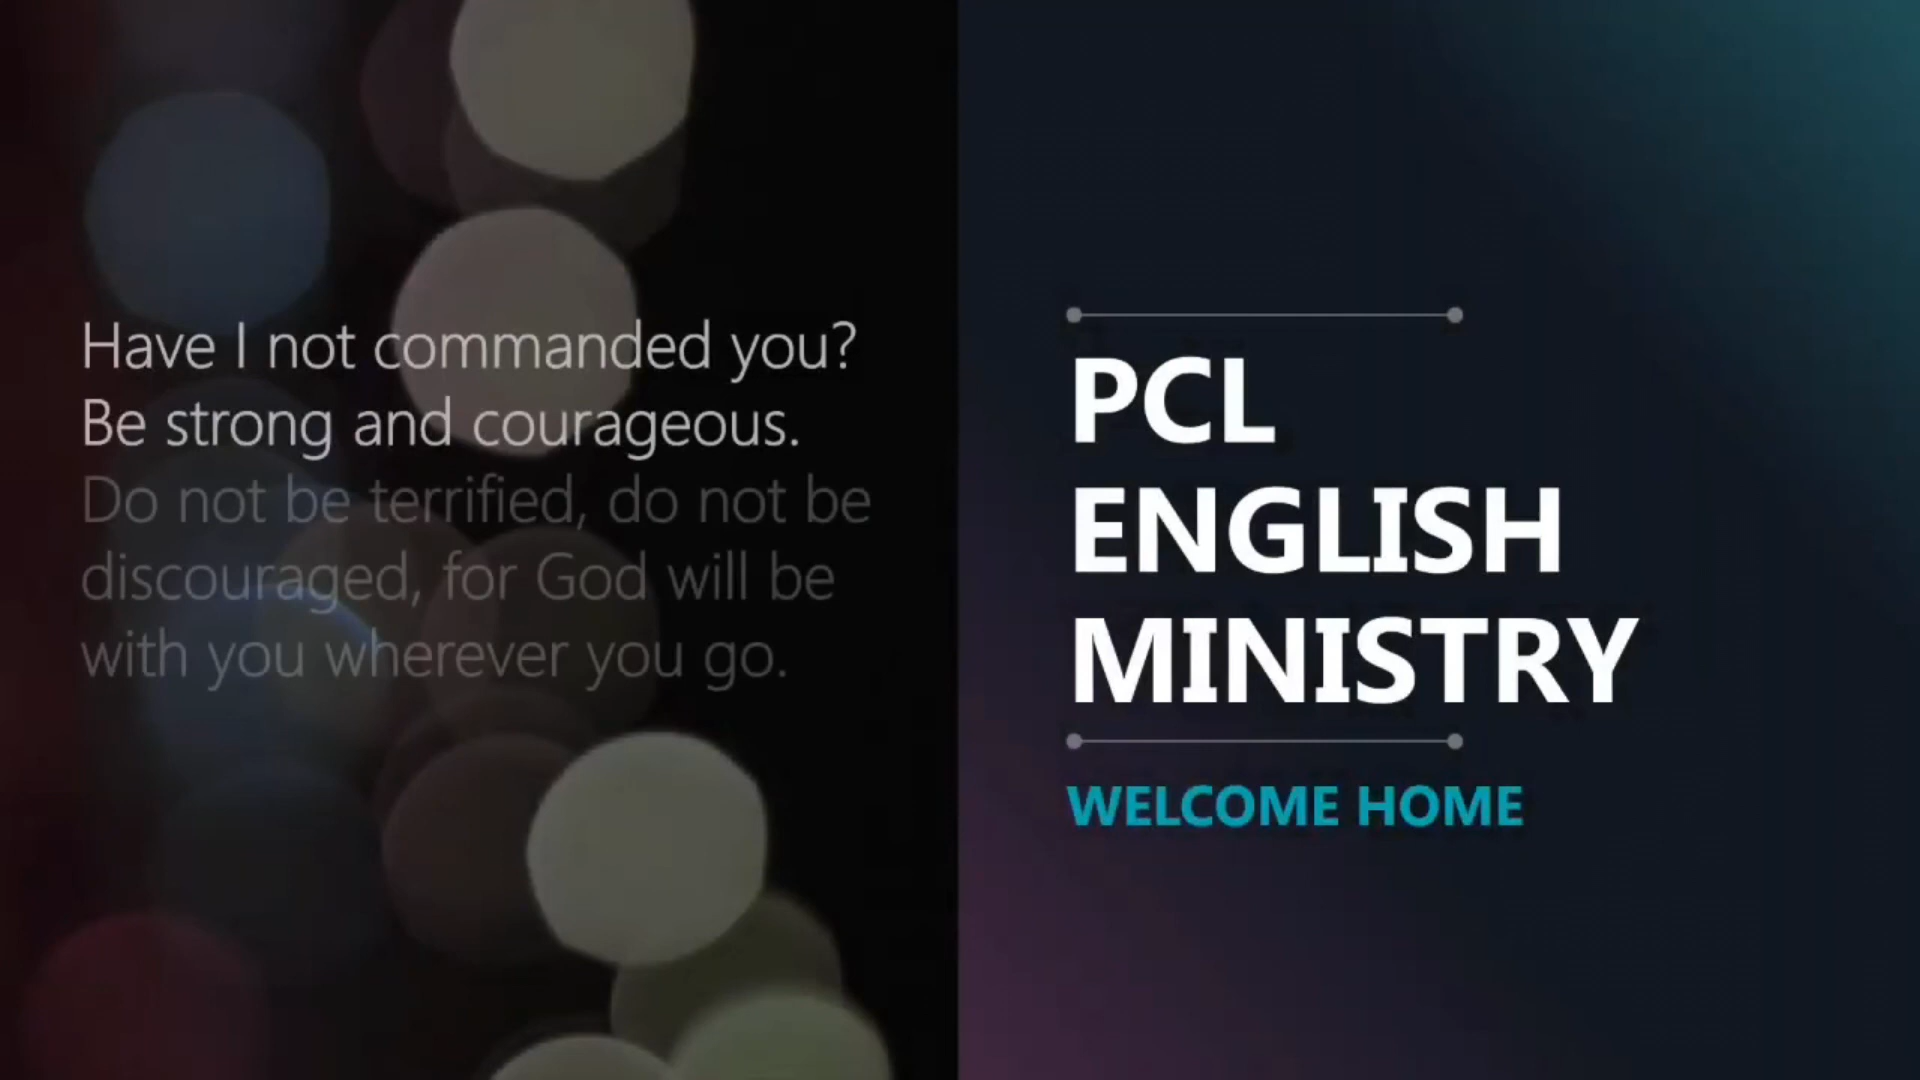 Have I not commanded you?
Be strong and courageous.
Do not be terrified, do not be
discouraged, for God will be
with you wherever you go.
PCL
ENGLISH
MINISTRY
WELCOME HOME